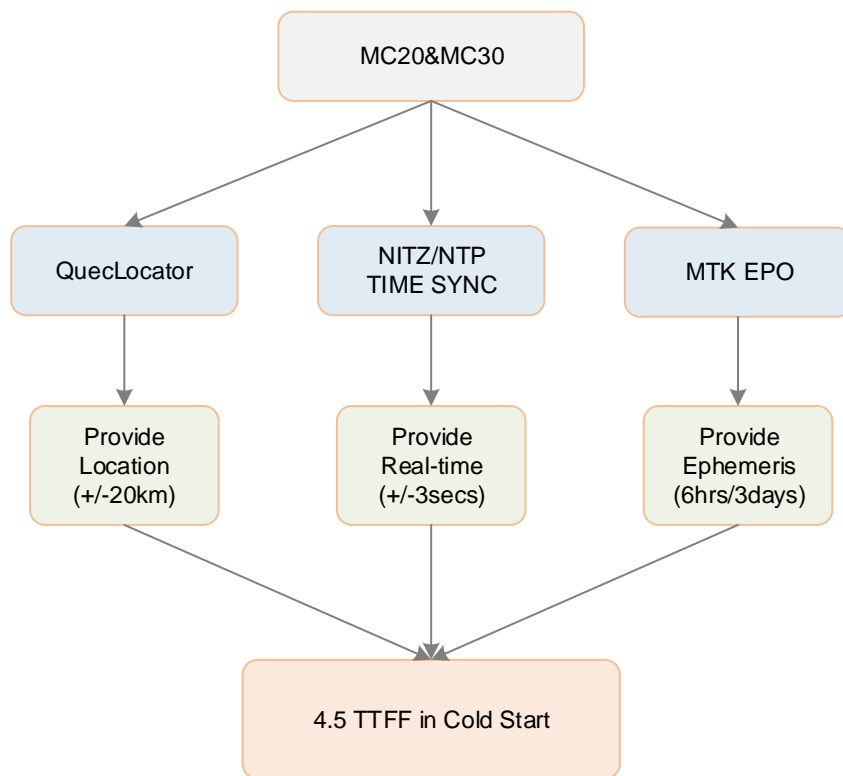 MC20&MC30
QuecLocator
NITZ/NTP
TIME SYNC
MTK EPO
Provide
Location
(+/-20km)
Provide
Real-time
(+/-3secs)
Provide
Ephemeris
(6hrs/3days)
4.5 TTFF in Cold Start